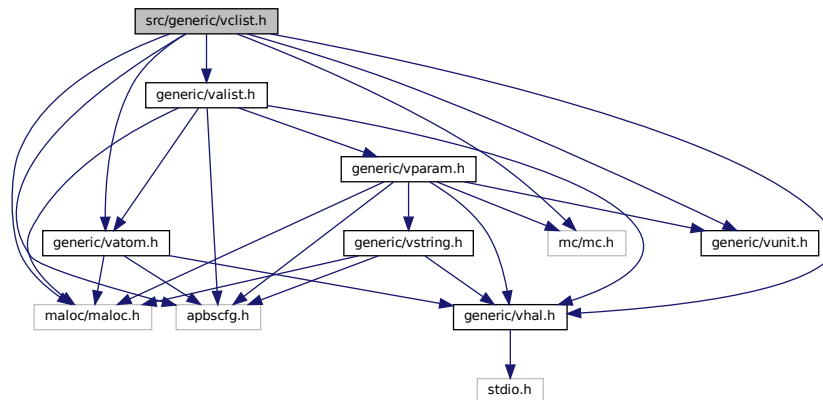 src/generic/vclist.h
generic/valist.h
generic/vparam.h
generic/vatom.h
generic/vstring.h
mc/mc.h
generic/vunit.h
maloc/maloc.h
apbscfg.h
generic/vhal.h
stdio.h